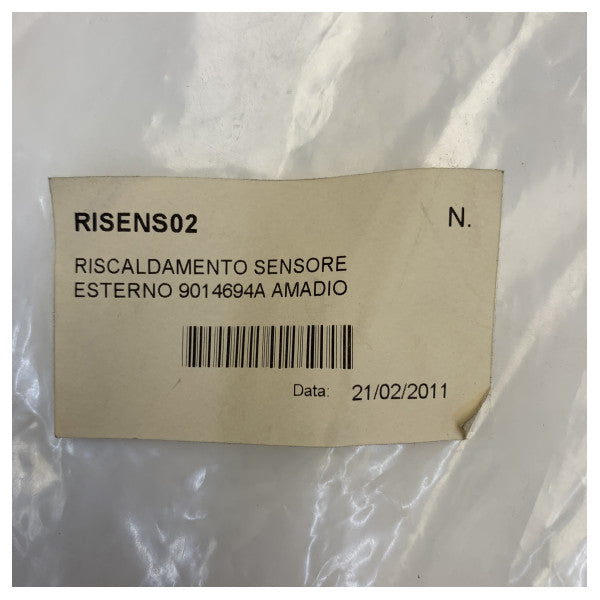 RISENS02 N.
RISCALDAMENTO SENSORE
ESTERNO 9014694A AMADIO
Data: 21/02/2011